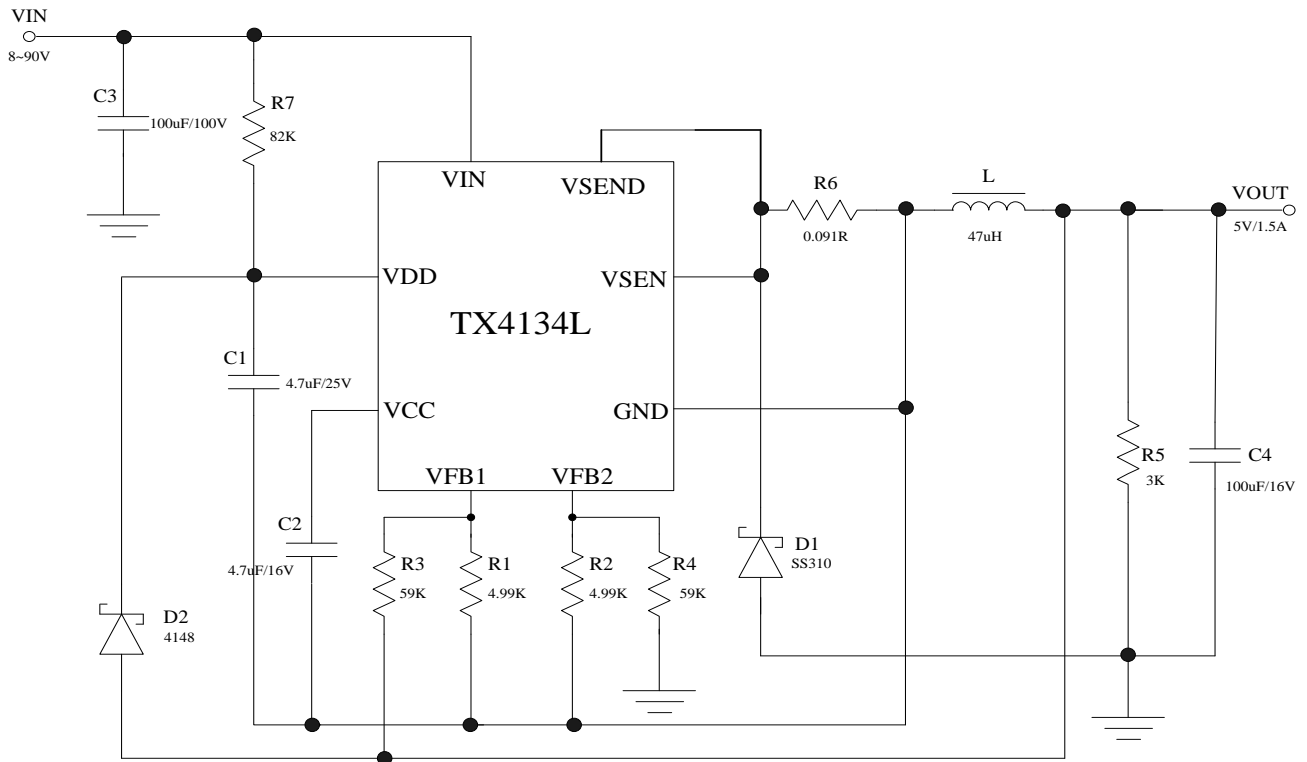 VIN
8~90V
C3
100uF/100V
R7
82K
VIN
VSEND
R6
0.091R
L
47uH
VOUT
5V/1.5A
VDD
VSEN
TX4134L
C1
4.7uF/25V
VCC
GND
VFB1
VFB2
R5
3K
C4
100uF/16V
C2
4.7uF/16V
R3
59K
R1
4.99K
R2
4.99K
R4
59K
D1
SS310
D2
4148